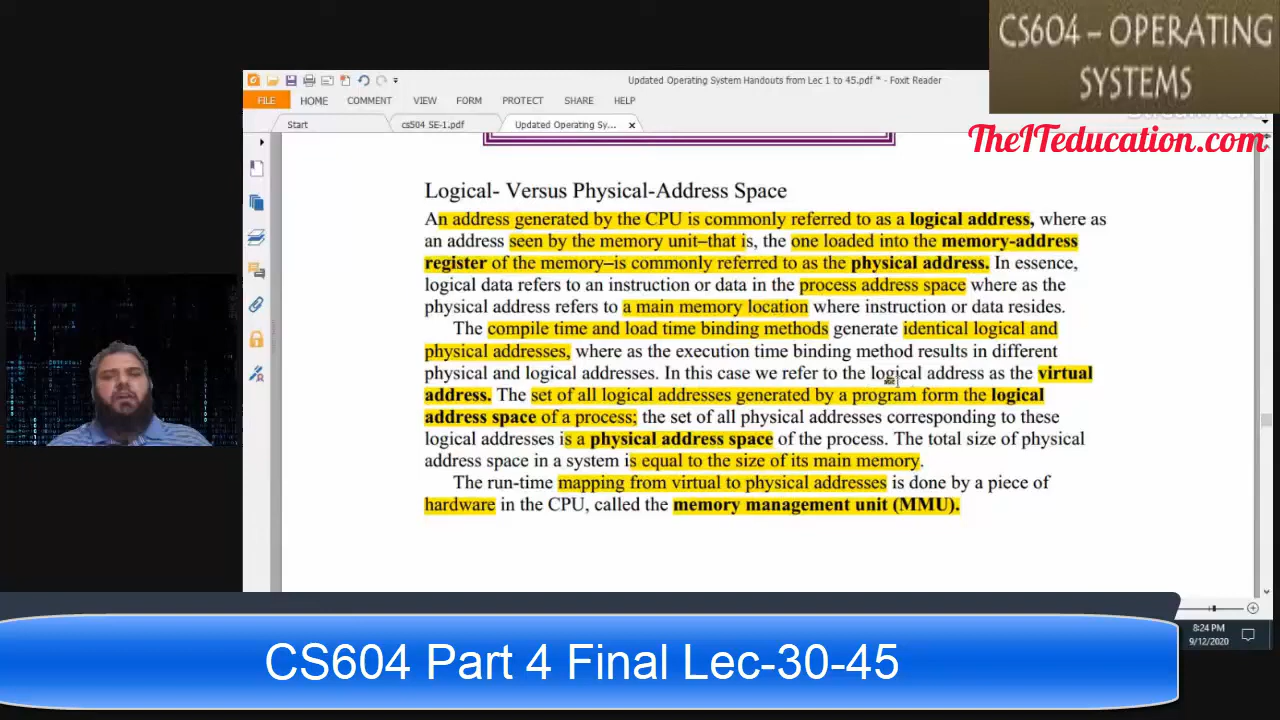 CS604 – OPERATING
SYSTEMS
TheITeducation.com
Updated Operating System Handouts from Lec 1 to 45.pdf * - Foxit Reader
FILE HOME COMMENT VIEW FORM PROTECT SHARE HELP
Start cs504 SE-1.pdf Updated Operating Sy...
Logical- Versus Physical-Address Space
An address generated by the CPU is commonly referred to as a logical address, where as
an address seen by the memory unit–that is, the one loaded into the memory-address
register of the memory–is commonly referred to as the physical address. In essence,
logical data refers to an instruction or data in the process address space where as the
physical address refers to a main memory location where instruction or data resides.
The compile time and load time binding methods generate identical logical and
physical addresses, where as the execution time binding method results in different
physical and logical addresses. In this case we refer to the logical address as the virtual
address. The set of all logical addresses generated by a program form the logical
address space of a process; the set of all physical addresses corresponding to these
logical addresses is a physical address space of the process. The total size of physical
address space in a system is equal to the size of its main memory.
The run-time mapping from virtual to physical addresses is done by a piece of
hardware in the CPU, called the memory management unit (MMU).
8:24 PM
9/12/2020
CS604 Part 4 Final Lec-30-45